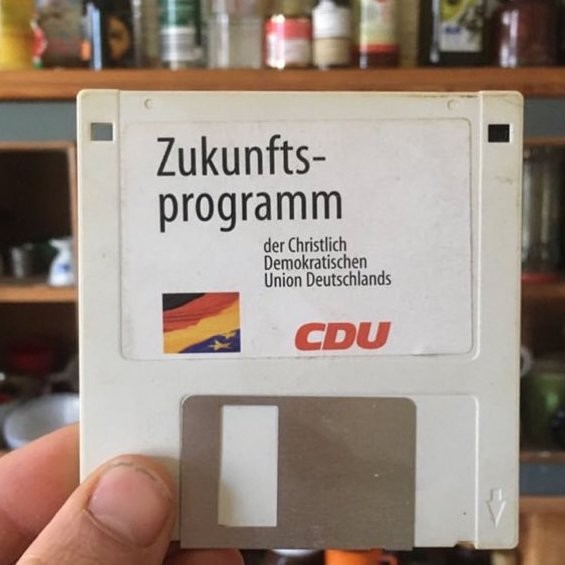 Zukunfts-
programm
der Christlich
Demokratischen
Union Deutschlands
CDU